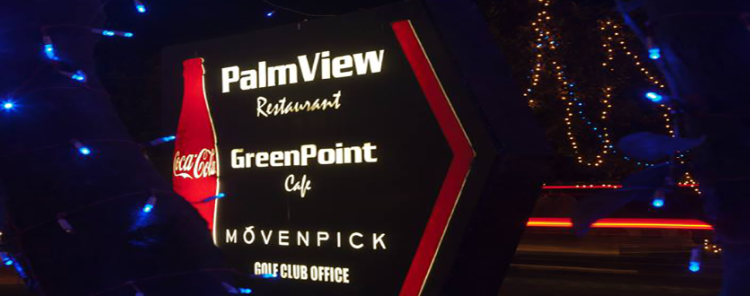 PalmView
Restaurant
Coca-Cola
GreenPoint
Cafe
MÖVENPICK
GOLF CLUB OFFICE